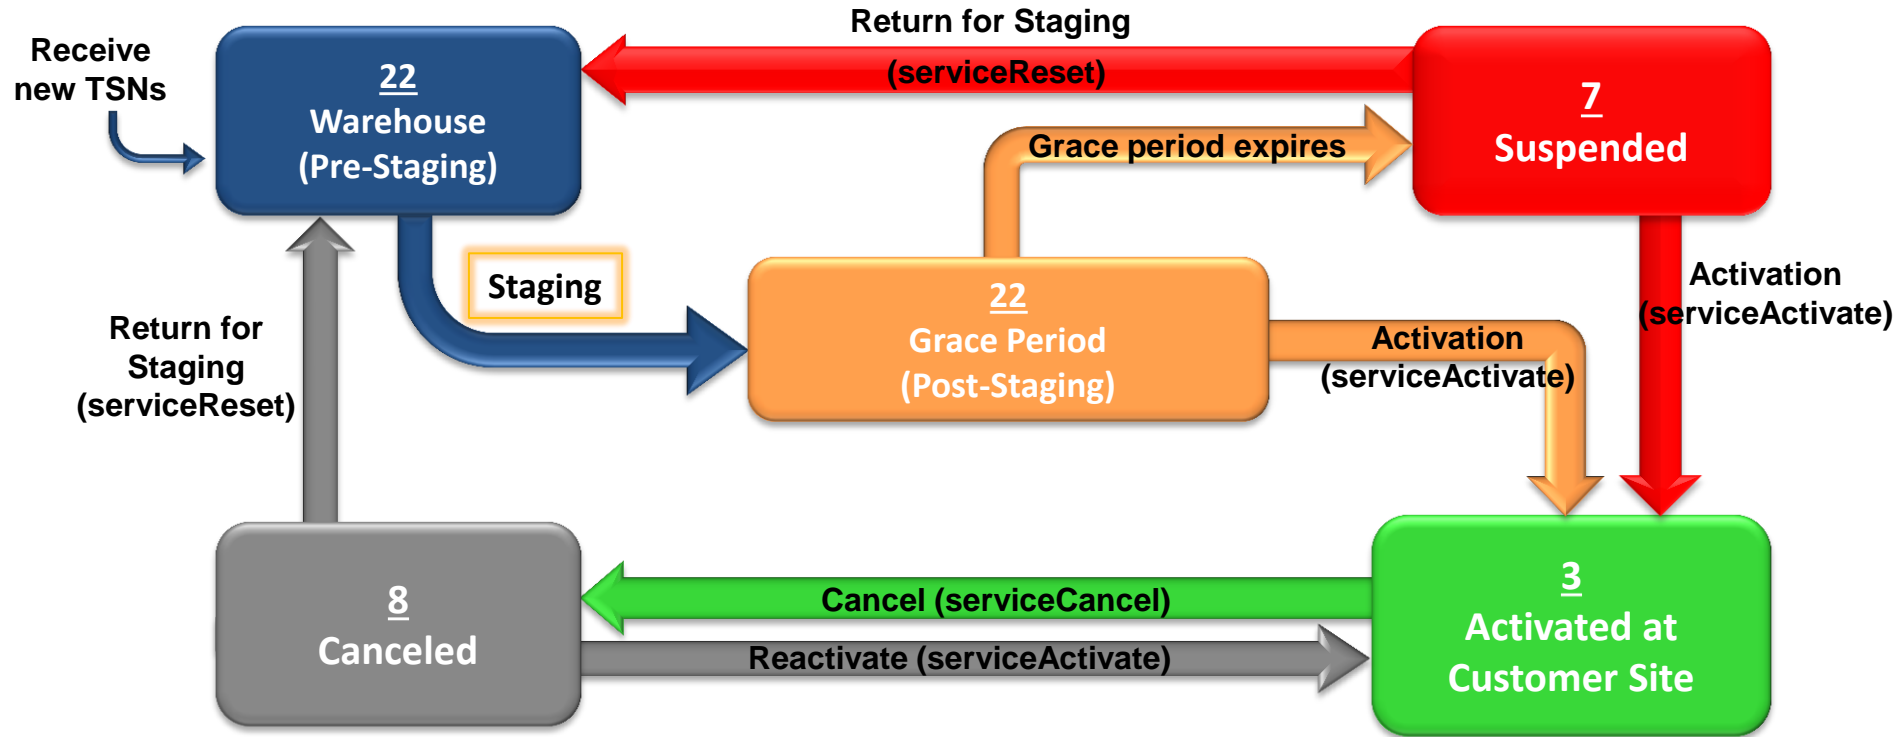 Return for Staging
(serviceReset)
Receive
new TSNs
22
Warehouse
(Pre-Staging)
7
Suspended
Grace period expires
Staging
22
Grace Period
(Post-Staging)
Activation
(serviceActivate)
Activation
(serviceActivate)
Return for
Staging
(serviceReset)
8
Canceled
Cancel (serviceCancel)
Reactivate (serviceActivate)
3
Activated at
Customer Site